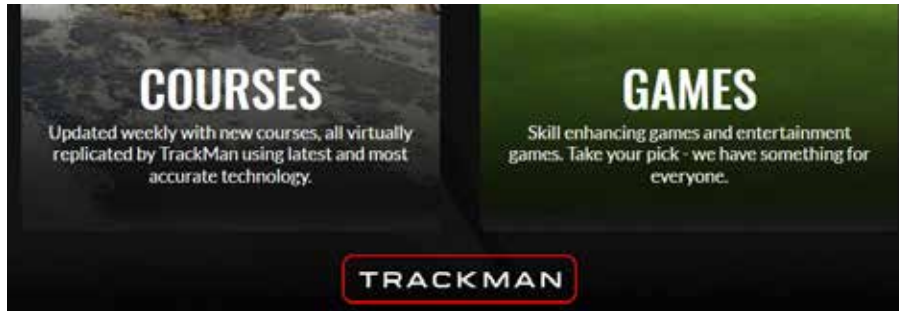 COURSES
Updated weekly with new courses, all virtually
replicated by TrackMan using latest and most
accurate technology.
GAMES
Skill enhancing games and entertainment
games. Take your pick - we have something for
everyone.
TRACKMAN